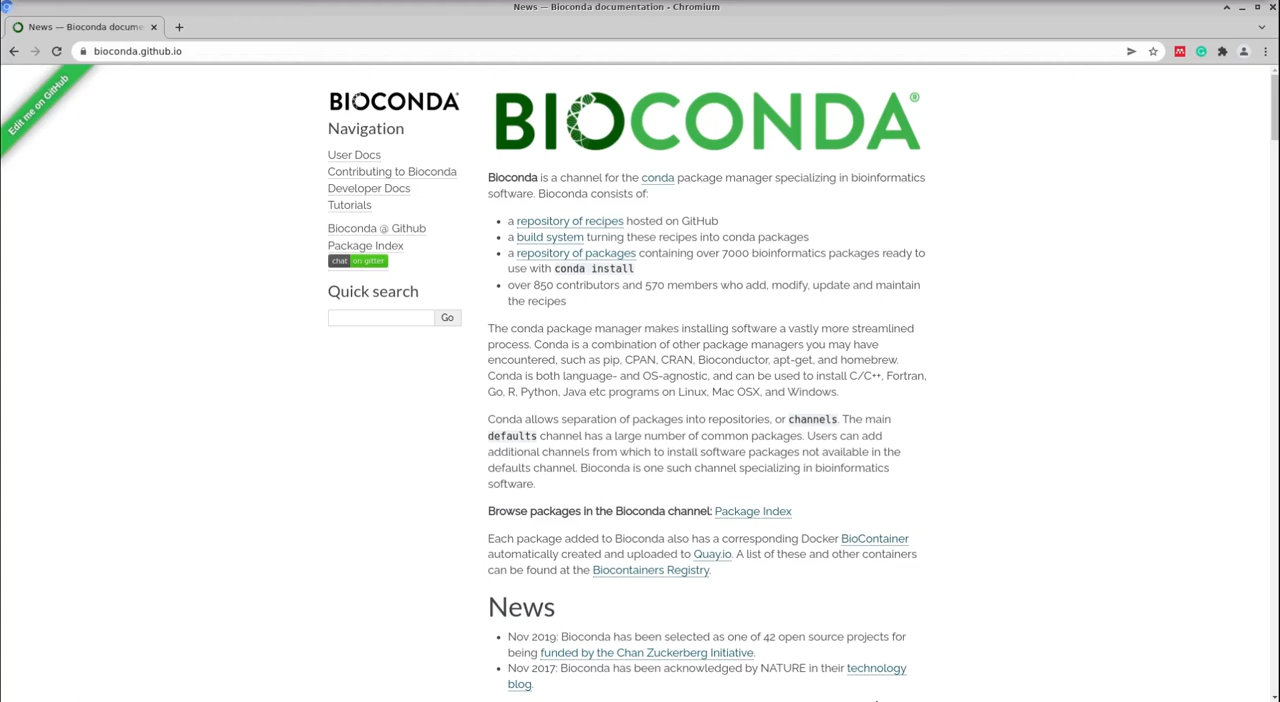 News — Bioconda documentation - Chromium
News — Bioconda docume
bioconda.github.io
Edit me on GitHub
BIOCONDA
Navigation
User Docs
Contributing to Bioconda
Developer Docs
Tutorials
Bioconda @ Github
Package Index
chat on gitter
Quick search
Go
BIOCONDA®
Bioconda is a channel for the conda package manager specializing in bioinformatics
software. Bioconda consists of:
• a repository of recipes hosted on GitHub
• a build system turning these recipes into conda packages
• a repository of packages containing over 7000 bioinformatics packages ready to
use with conda install
• over 850 contributors and 570 members who add, modify, update and maintain
the recipes
The conda package manager makes installing software a vastly more streamlined
process. Conda is a combination of other package managers you may have
encountered, such as pip, CPAN, CRAN, Bioconductor, apt-get, and homebrew.
Conda is both language- and OS-agnostic, and can be used to install C/C++, Fortran,
Go, R, Python, Java etc programs on Linux, Mac OSX, and Windows.
Conda allows separation of packages into repositories, or channels. The main
defaults channel has a large number of common packages. Users can add
additional channels from which to install software packages not available in the
defaults channel. Bioconda is one such channel specializing in bioinformatics
software.
Browse packages in the Bioconda channel: Package Index
Each package added to Bioconda also has a corresponding Docker BioContainer
automatically created and uploaded to Quay.io. A list of these and other containers
can be found at the Biocontainers Registry.
News
• Nov 2019: Bioconda has been selected as one of 42 open source projects for
being funded by the Chan Zuckerberg Initiative.
• Nov 2017: Bioconda has been acknowledged by NATURE in their technology
blog.